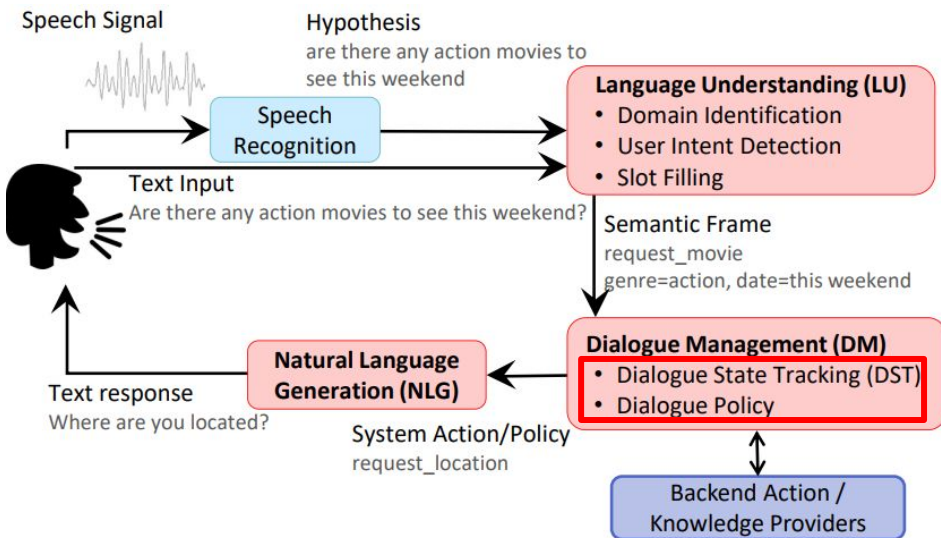 Speech Signal
Hypothesis
are there any action movies to
see this weekend
Speech
Recognition
Language Understanding (LU)
• Domain Identification
• User Intent Detection
• Slot Filling
Text Input
Are there any action movies to see this weekend?
Semantic Frame
request_movie
genre=action, date=this weekend
Dialogue Management (DM)
• Dialogue State Tracking (DST)
• Dialogue Policy
Natural Language
Generation (NLG)
Text response
Where are you located?
System Action/Policy
request_location
Backend Action /
Knowledge Providers